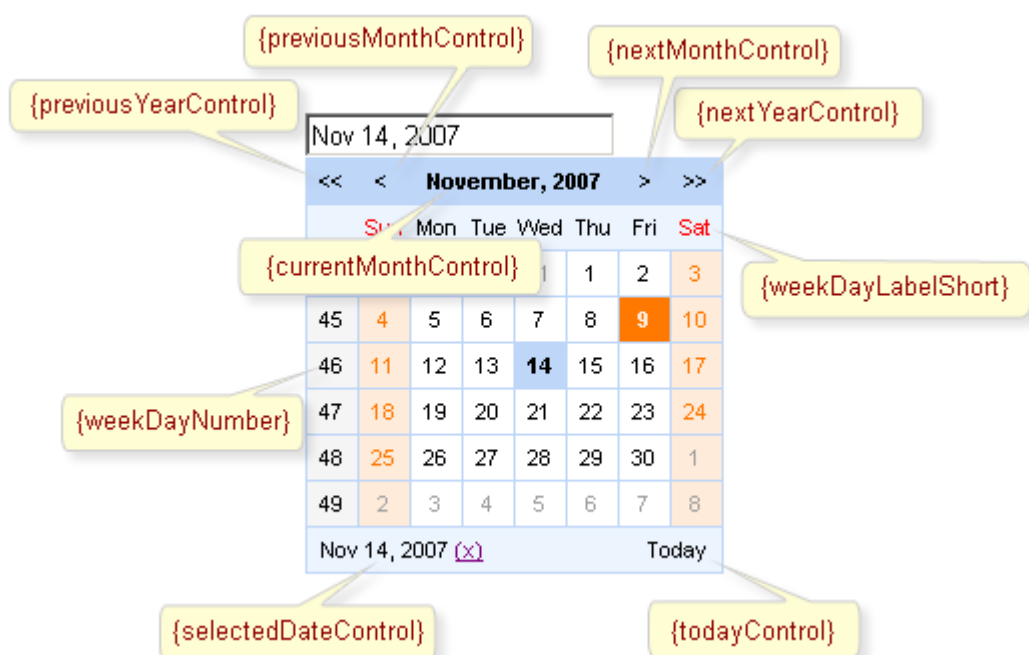 {previousMonthControl}
{nextMonthControl}
{previousYearControl}
{nextYearControl}
Nov 14, 2007
<< < November, 2007 > >>
Sun Mon Tue Wed Thu Fri Sat
{currentMonthControl}
1 2 3
{weekDayLabelShort}
45 4 5 6 7 8 9 10
46 11 12 13 14 15 16 17
{weekDayNumber}
47 18 19 20 21 22 23 24
48 25 26 27 28 29 30 1
49 2 3 4 5 6 7 8
Nov 14, 2007 (x) Today
{selectedDateControl}
{todayControl}